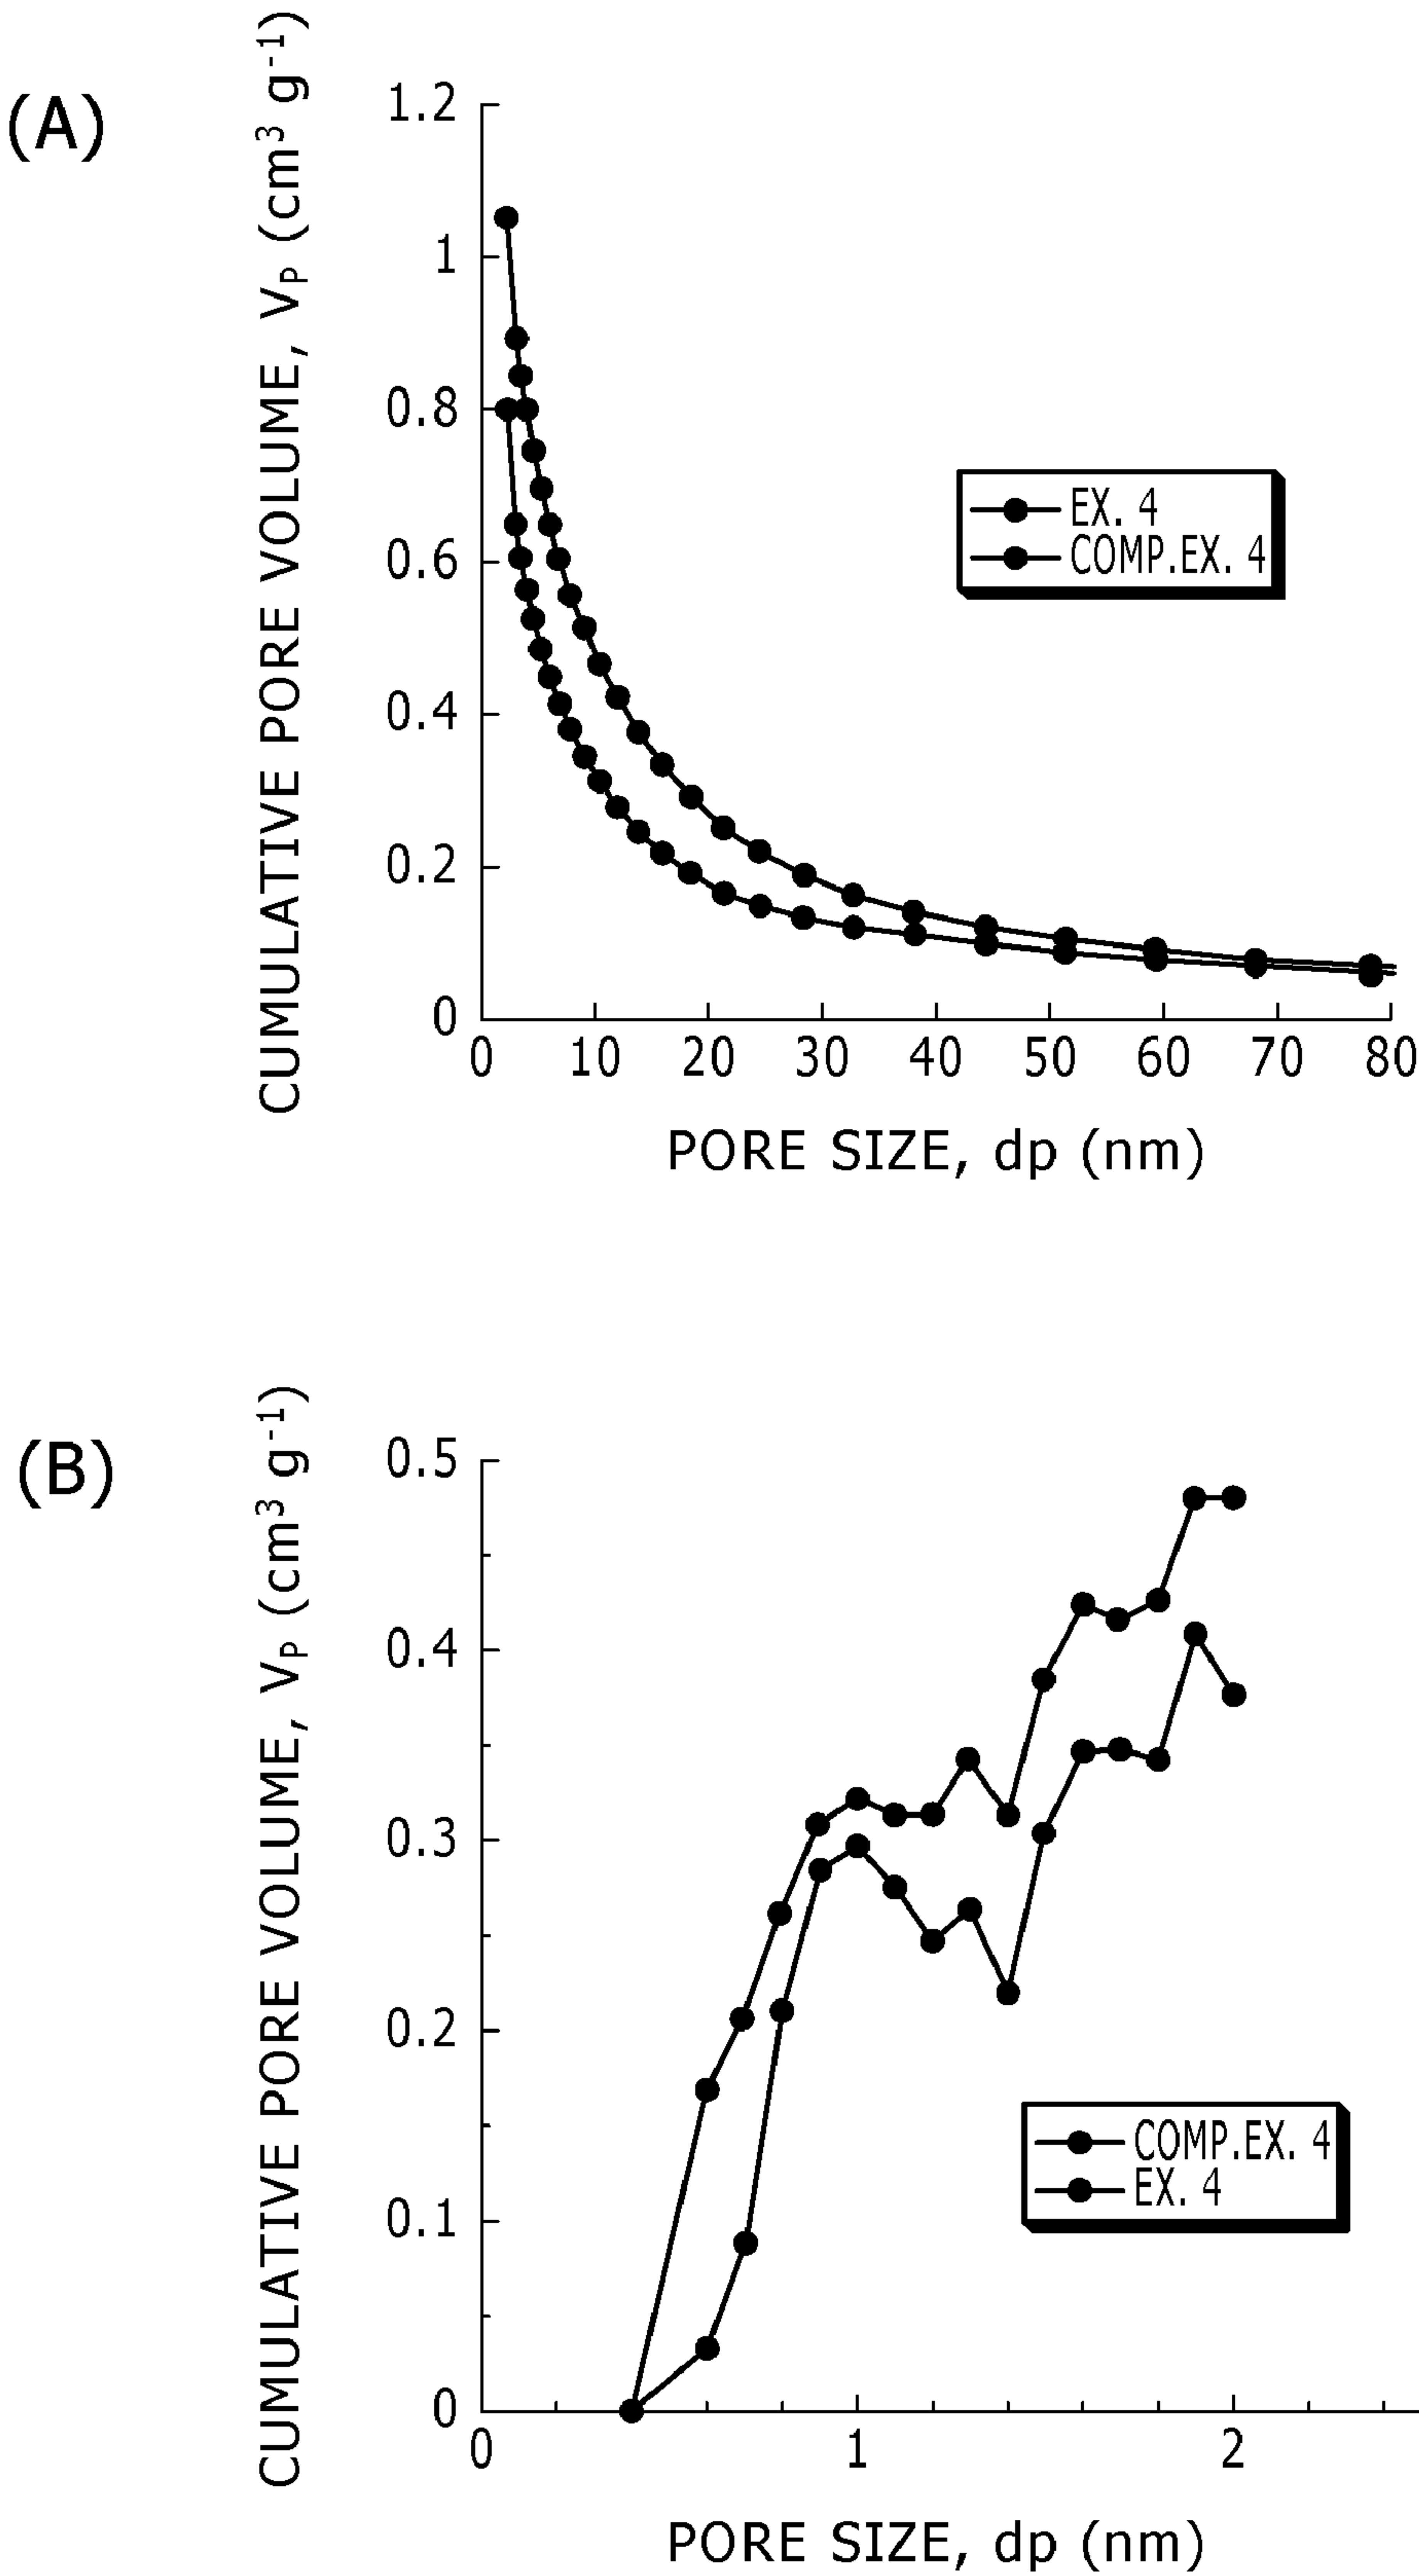 (A)
CUMULATIVE PORE VOLUME, VP (cm3 g-1)
1.2
1
0.8
0.6
0.4
0.2
0
0 10 20 30 40 50 60 70 80
EX. 4
COMP.EX. 4
PORE SIZE, dp (nm)
(B)
CUMULATIVE PORE VOLUME, VP (cm3 g-1)
0.5
0.4
0.3
0.2
0.1
0
0 1 2
COMP.EX. 4
EX. 4
PORE SIZE, dp (nm)